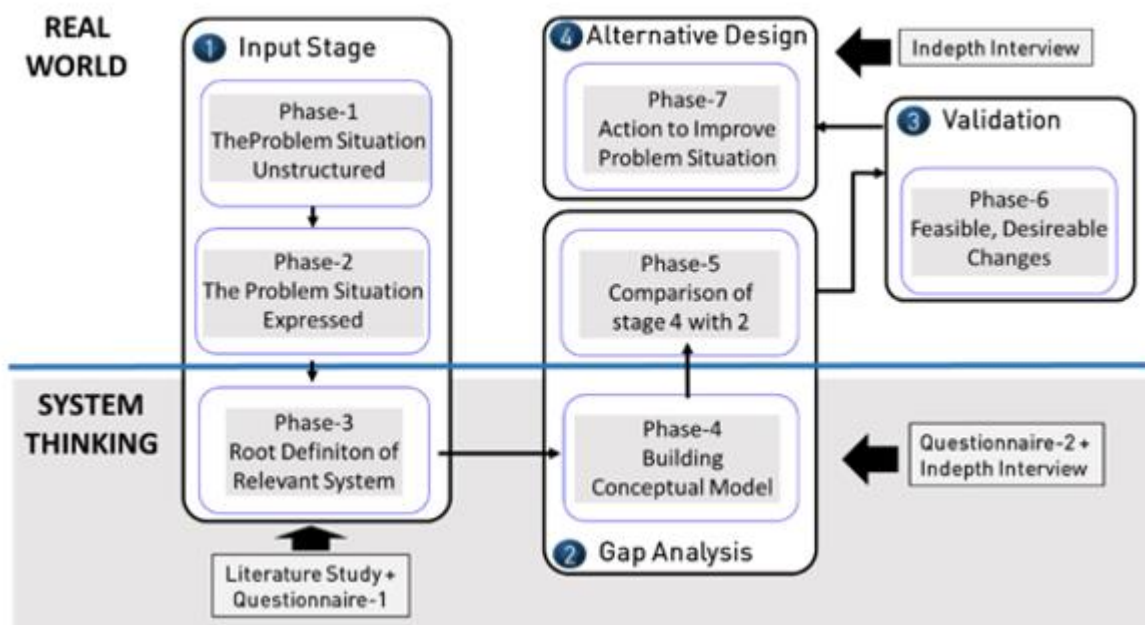 REAL
WORLD
1 Input Stage
Phase-1
TheProblem Situation
Unstructured
Phase-2
The Problem Situation
Expressed
SYSTEM
THINKING
Phase-3
Root Definiton of
Relevant System
Literature Study +
Questionnaire-1
4 Alternative Design
Phase-7
Action to Improve
Problem Situation
Indepth Interview
3 Validation
Phase-6
Feasible, Desireable
Changes
Phase-5
Comparison of
stage 4 with 2
Phase-4
Building
Conceptual Model
2 Gap Analysis
Questionnaire-2 +
Indepth Interview